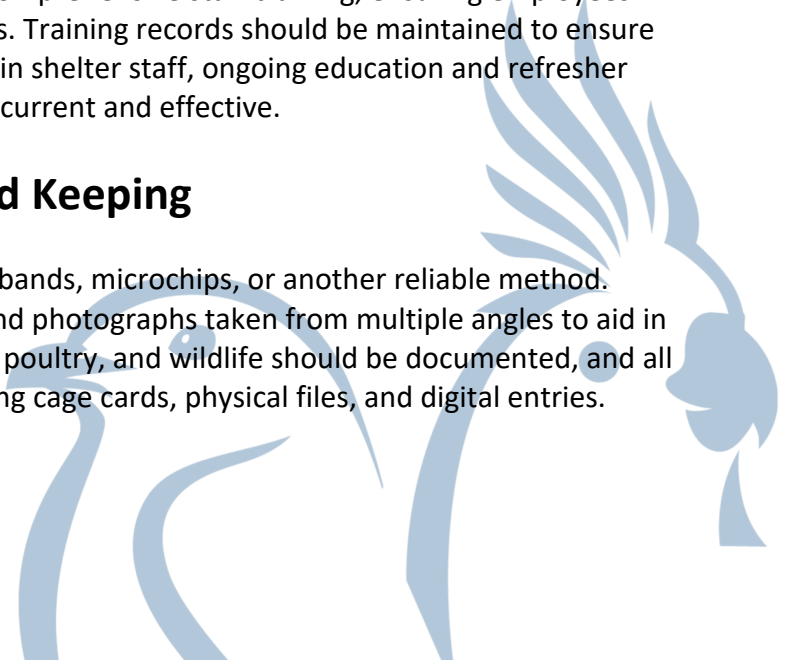 s. Training records should be maintained to ensure
in shelter staff, ongoing education and refresher
current and effective.
d Keeping
bands, microchips, or another reliable method.
nd photographs taken from multiple angles to aid in
poultry, and wildlife should be documented, and all
ng cage cards, physical files, and digital entries.